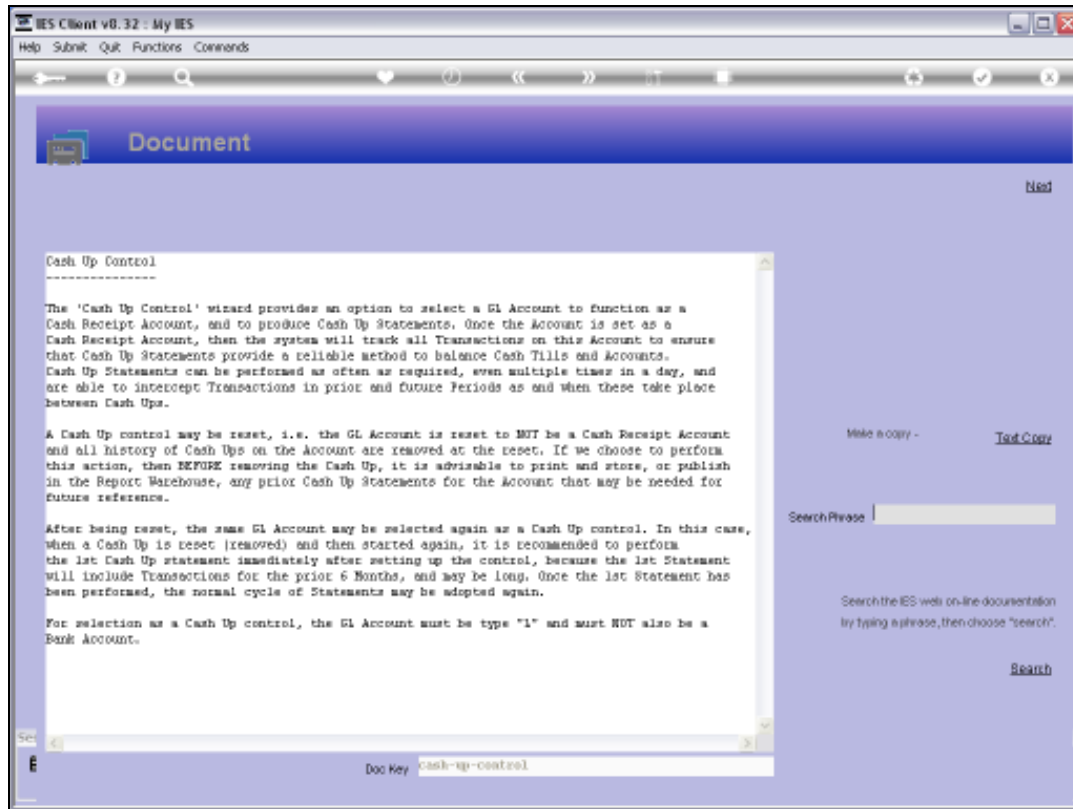 IES Client v8.32 : My IES
Help Submit Quit Functions Commands
Document
Next
Cash Up Control
---------------
The 'Cash Up Control' wizard provides an option to select a GL Account to function as a
Cash Receipt Account, and to produce Cash Up Statements. Once the Account is set as a
Cash Receipt Account, then the system will track all Transactions on this Account to ensure
that Cash Up Statements provide a reliable method to balance Cash Tills and Accounts.
Cash Up Statements can be performed as often as required, even multiple times in a day, and
are able to intercept Transactions in prior and future Periods as and when these take place
between Cash Ups.
A Cash Up control may be reset, i.e. the GL Account is reset to NOT be a Cash Receipt Account
and all history of Cash Ups on the Account are removed at the reset. If we choose to perform
this action, then BEFORE removing the Cash Up, it is advisable to print and store, or publish
in the Report Warehouse, any prior Cash Up Statements for the Account that may be needed for
future reference.
After being reset, the same GL Account may be selected again as a Cash Up control. In this case,
when a Cash Up is reset (removed) and then started again, it is recommended to perform
the 1st Cash Up statement immediately after setting up the control, because the 1st Statement
will include Transactions for the prior 6 Months, and may be long. Once the 1st Statement has
been performed, the normal cycle of Statements may be adopted again.
For selection as a Cash Up control, the GL Account must be type "1" and must NOT also be a
Bank Account.
Make a copy -
Text Copy
Search Phrase
Search the IES web on-line documentation
by typing a phrase, then choose "search".
Search
Doc Key cash-up-control